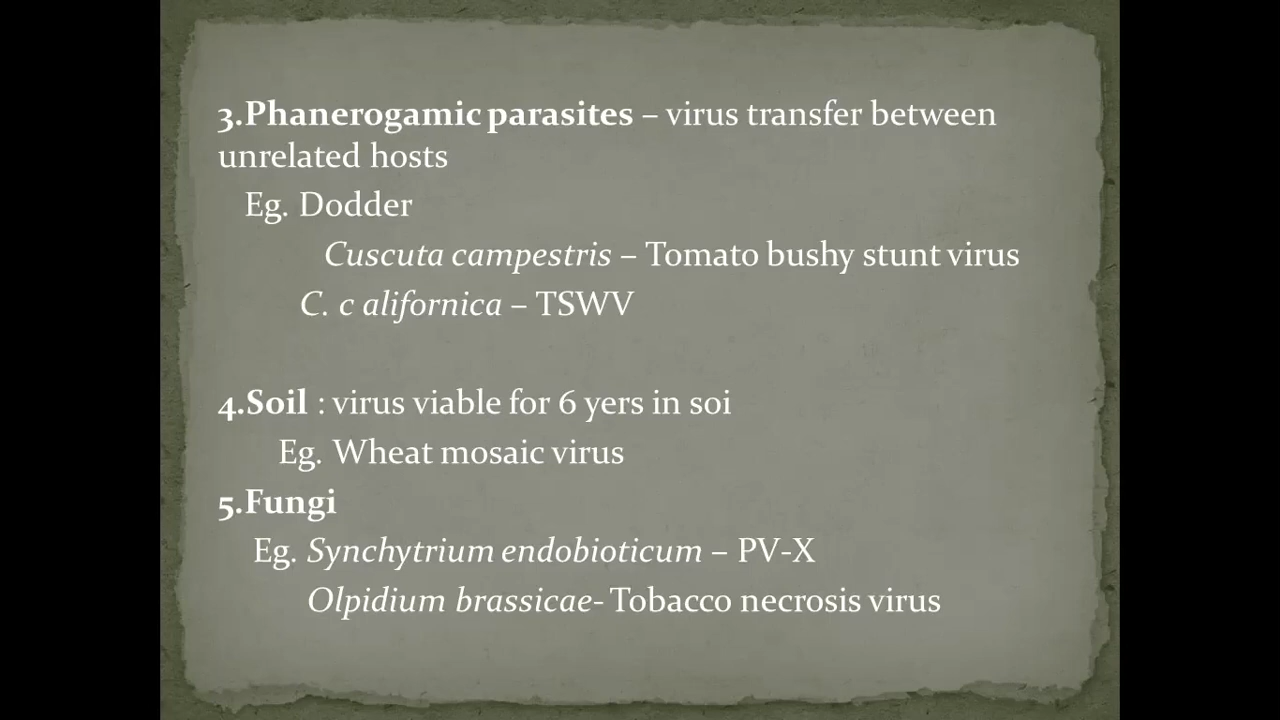 3.Phanerogamic parasites – virus transfer between
unrelated hosts
Eg. Dodder
Cuscuta campestris – Tomato bushy stunt virus
C. c alifornica – TSWV
4.Soil : virus viable for 6 yers in soi
Eg. Wheat mosaic virus
5.Fungi
Eg. Synchytrium endobioticum – PV-X
Olpidium brassicae- Tobacco necrosis virus